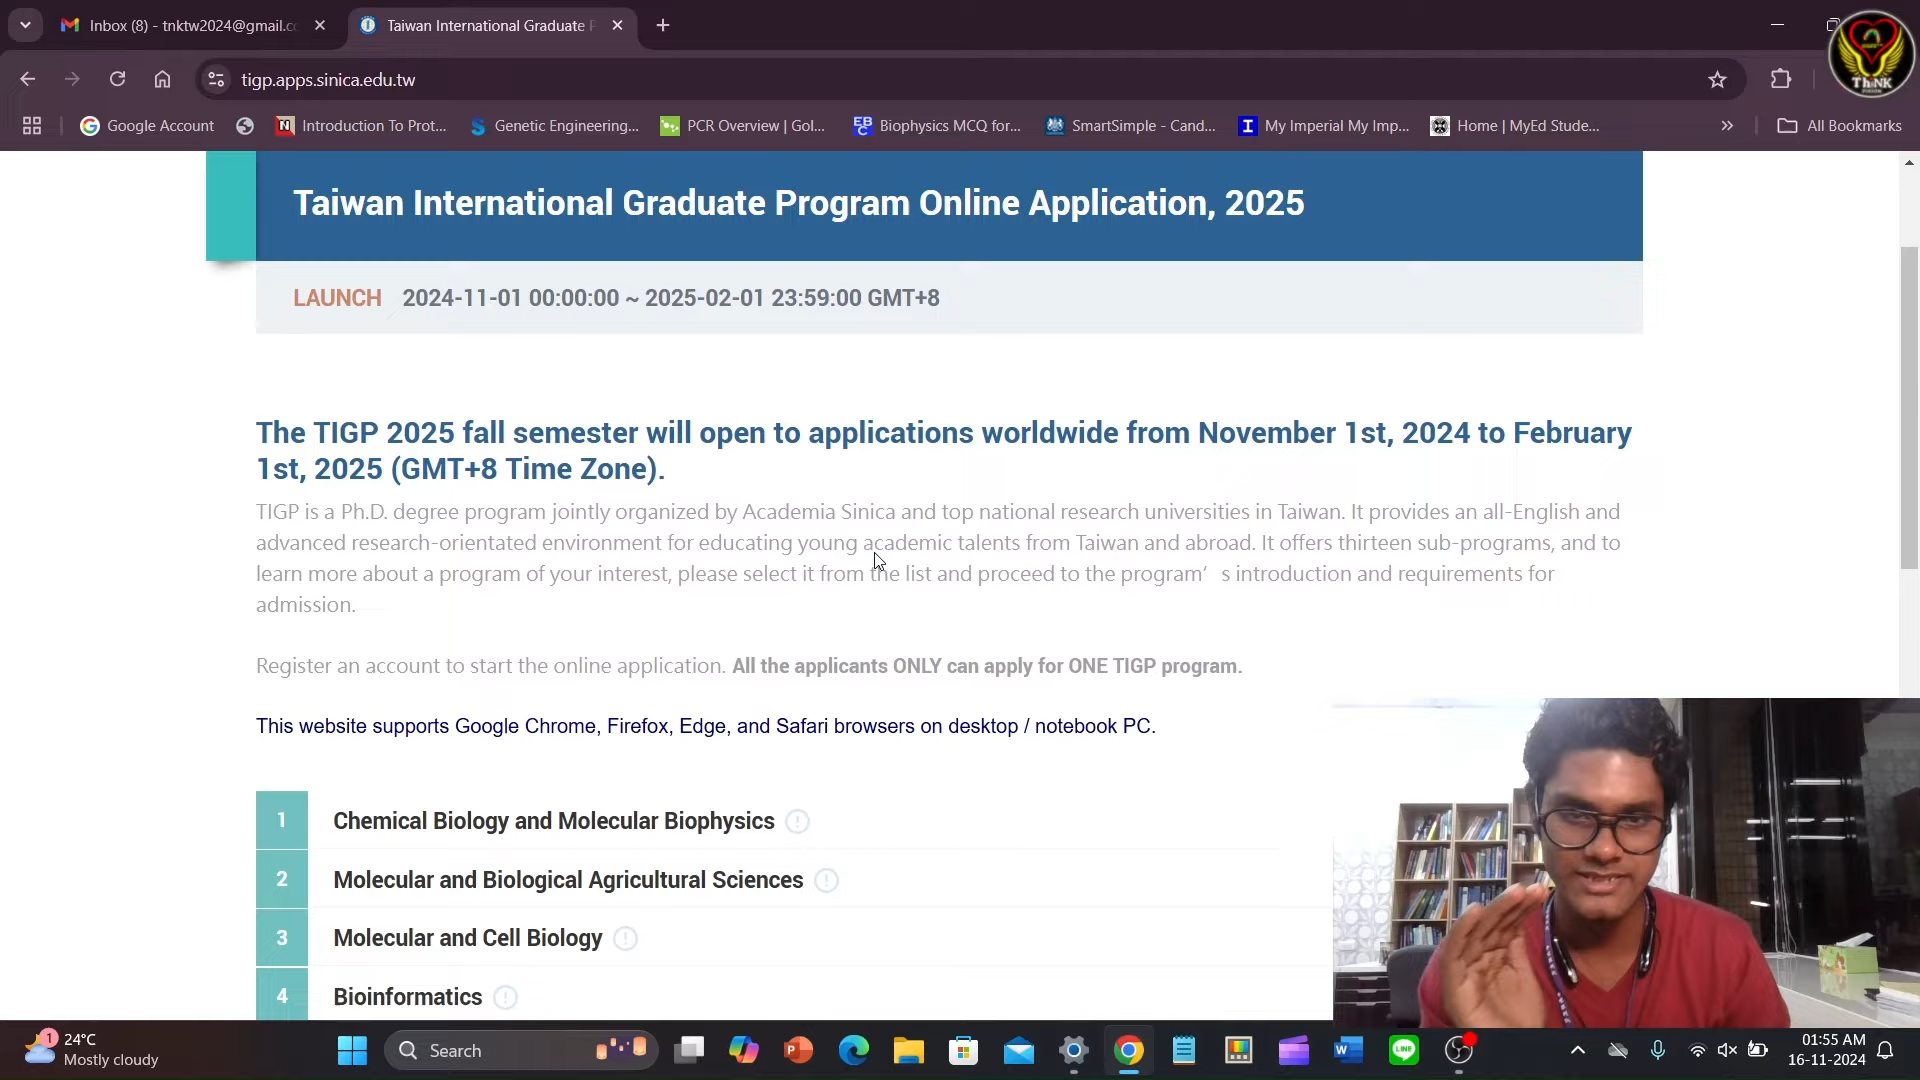 Inbox (8) - tnktw2024@gmail.c
Taiwan International Graduate P
tigp.apps.sinica.edu.tw
Google Account
Introduction To Prot...
Genetic Engineering...
PCR Overview | Gol...
EBC
Biophysics MCQ for...
SmartSimple - Cand...
My Imperial My Imp...
Home | MyEd Stude...
All Bookmarks
ThiNK
Taiwan International Graduate Program Online Application, 2025
LAUNCH 2024-11-01 00:00:00 ~ 2025-02-01 23:59:00 GMT+8
The TIGP 2025 fall semester will open to applications worldwide from November 1st, 2024 to February
1st, 2025 (GMT+8 Time Zone).
TIGP is a Ph.D. degree program jointly organized by Academia Sinica and top national research universities in Taiwan. It provides an all-English and
advanced research-orientated environment for educating young academic talents from Taiwan and abroad. It offers thirteen sub-programs, and to
learn more about a program of your interest, please select it from the list and proceed to the program’s introduction and requirements for
admission.
Register an account to start the online application. All the applicants ONLY can apply for ONE TIGP program.
This website supports Google Chrome, Firefox, Edge, and Safari browsers on desktop / notebook PC.
1 Chemical Biology and Molecular Biophysics
2 Molecular and Biological Agricultural Sciences
3 Molecular and Cell Biology
4 Bioinformatics
1
24°C
Mostly cloudy
Search
LINE
01:55 AM
16-11-2024